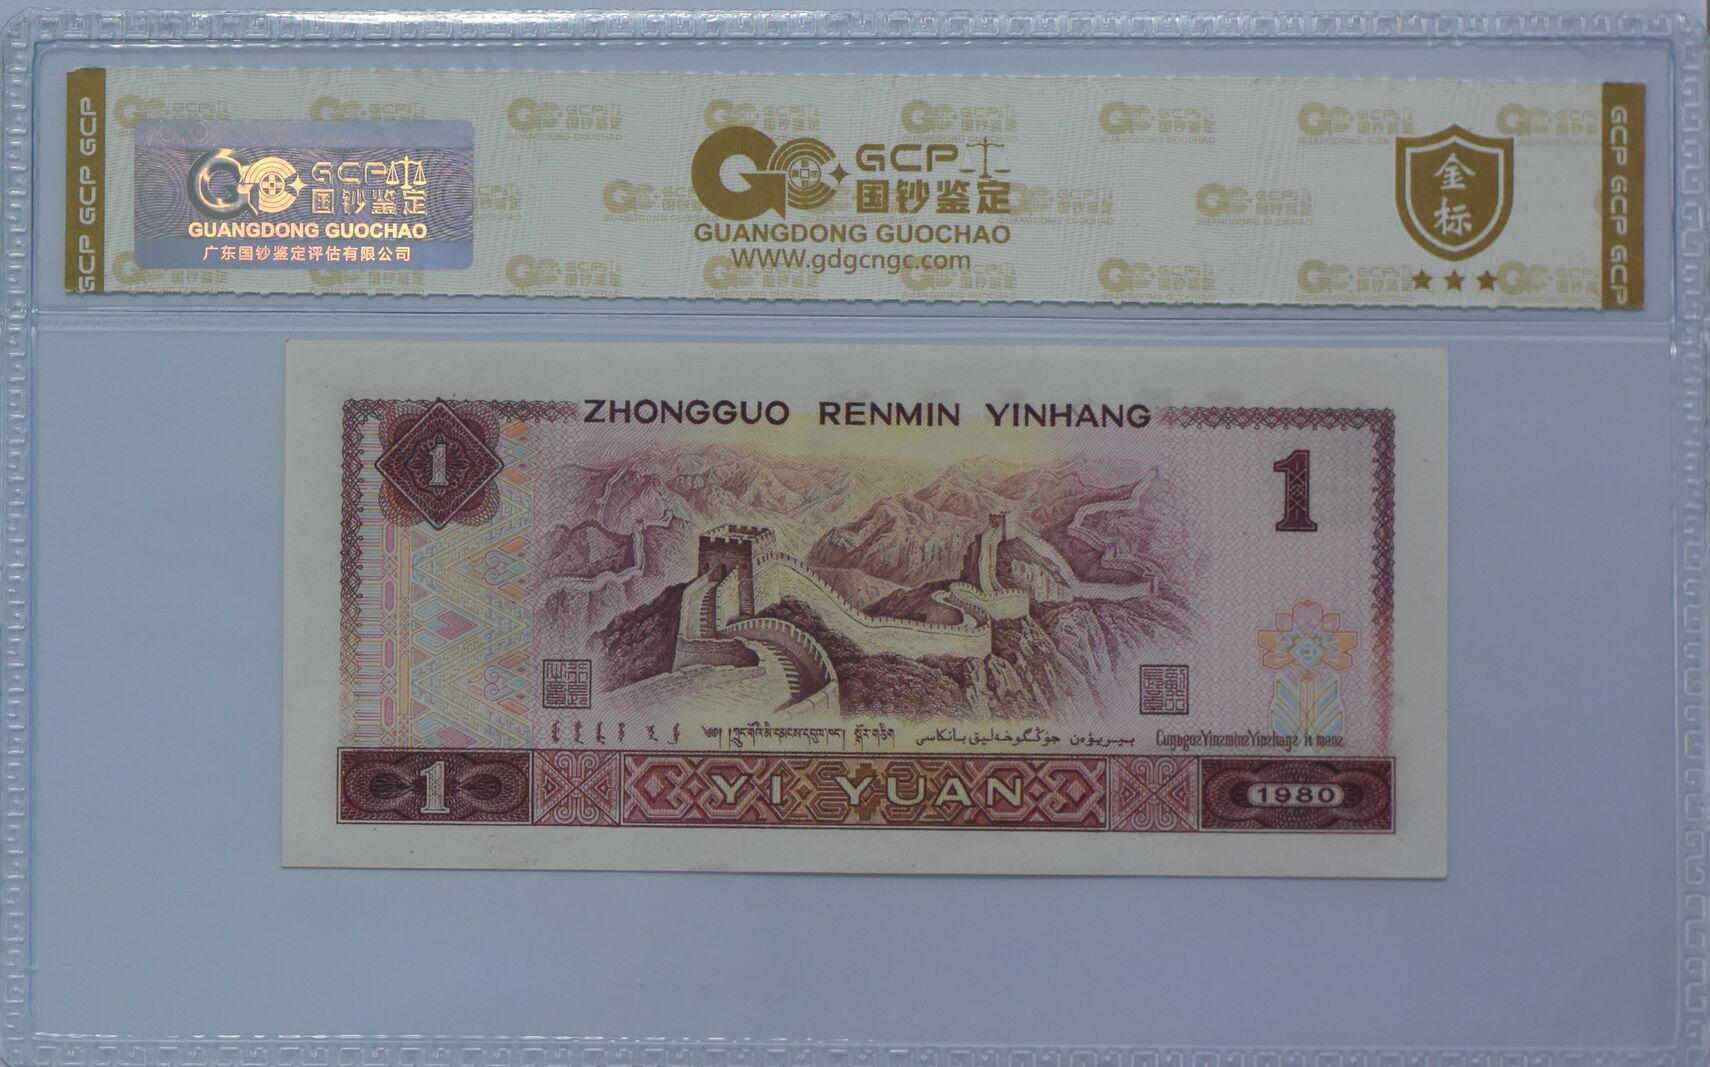 GCP GCP GCP
GCP
国钞鉴定
GUANGDONG GUOCHAO
广东国钞鉴定评估有限公司
GCP
国钞鉴定
GUANGDONG GUOCHAO
www.gdgcngc.com
金标
GCP GCP GCP GCP
ZHONGGUO RENMIN YINHANG
1
1
YI YUAN
1
1980